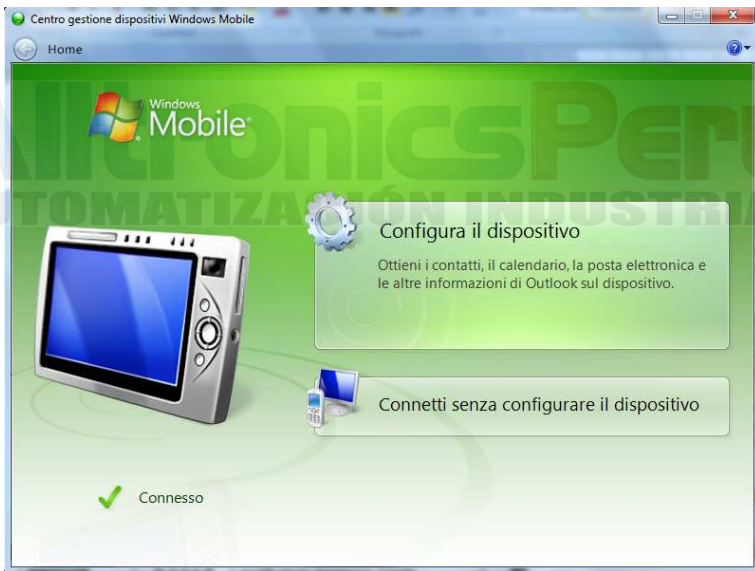 Centro gestione dispositivi Windows Mobile
Home
Windows
Mobile
AlltronicsPerú
AUTOMATIZACIÓN INDUSTRIAL
Configura il dispositivo
Ottieni i contatti, il calendario, la posta elettronica e
le altre informazioni di Outlook sul dispositivo.
Connetti senza configurare il dispositivo
Connesso